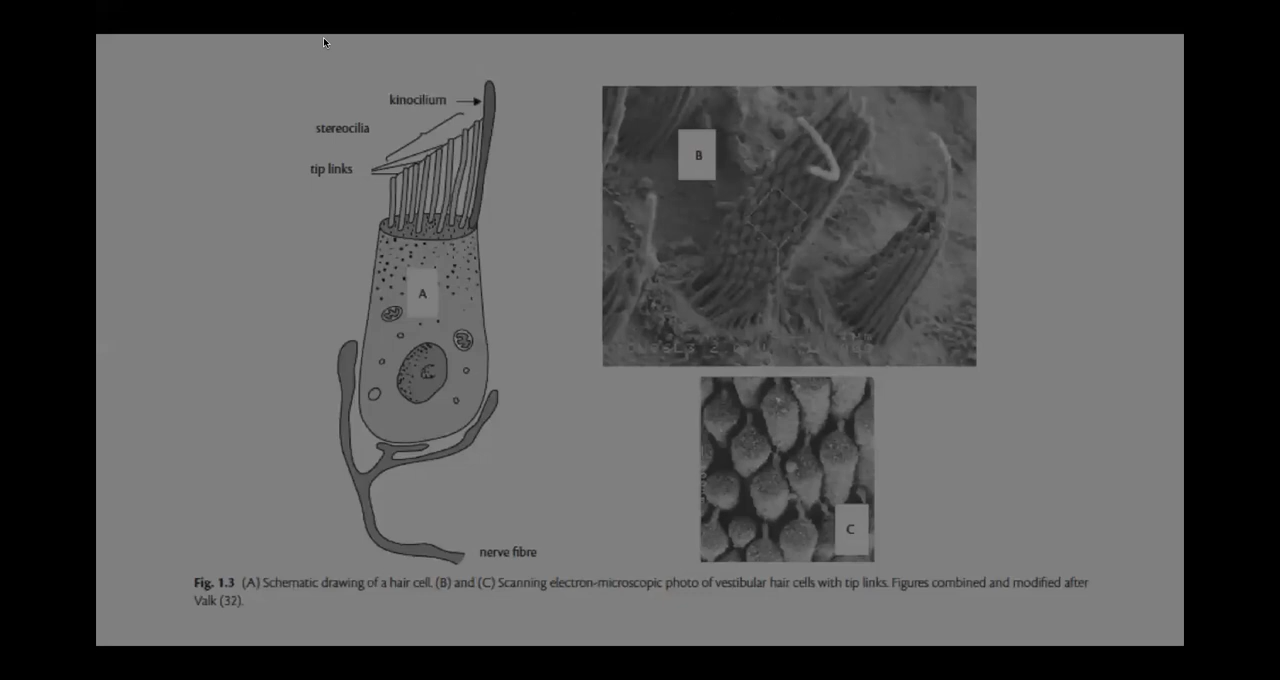 kinocilium
stereocilia
tip links
A
nerve fibre
B
C
Fig. 1.3 (A) Schematic drawing of a hair cell. (B) and (C) Scanning electron-microscopic photo of vestibular hair cells with tip links. Figures combined and modified after
Valk (32).